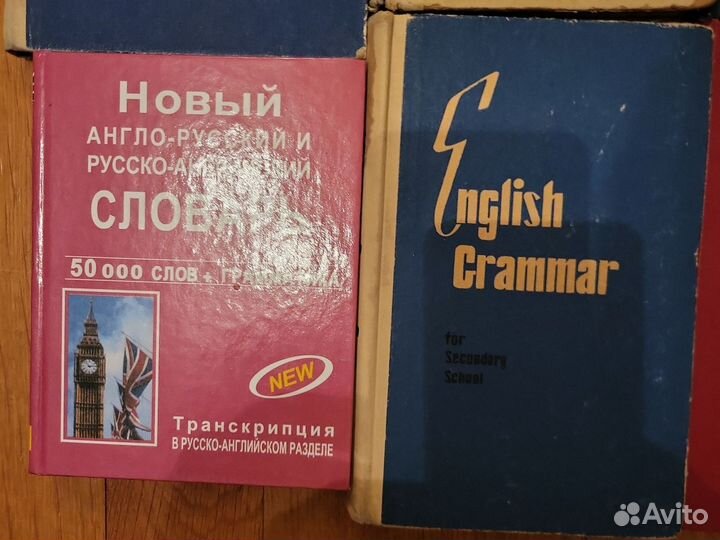 Новый
АНГЛО-РУССКИЙ И
РУССКО-АНГЛИЙСКИЙ
СЛОВАРЬ
50 000 СЛОВ + ГРАММАТИКА
NEW
Транскрипция
В РУССКО-АНГЛИЙСКОМ РАЗДЕЛЕ
English
Grammar
for
Secondary
School
Avito